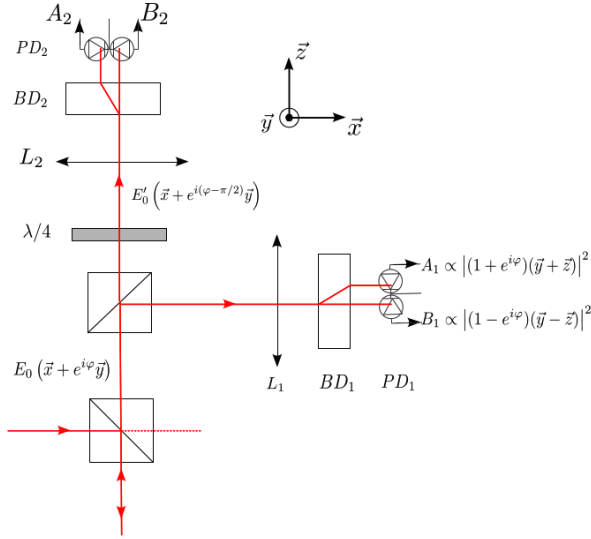 A₂ B₂
PD₂
BD₂
L₂
z⃗
y⃗ x⃗
E₀′ (x⃗ + e^{i(φ−π/2)} y⃗)
λ/4
A₁ ∝ |(1 + e^{iφ})(y⃗ + z⃗)|²
B₁ ∝ |(1 − e^{iφ})(y⃗ − z⃗)|²
E₀ (x⃗ + e^{iφ} y⃗)
L₁ BD₁ PD₁